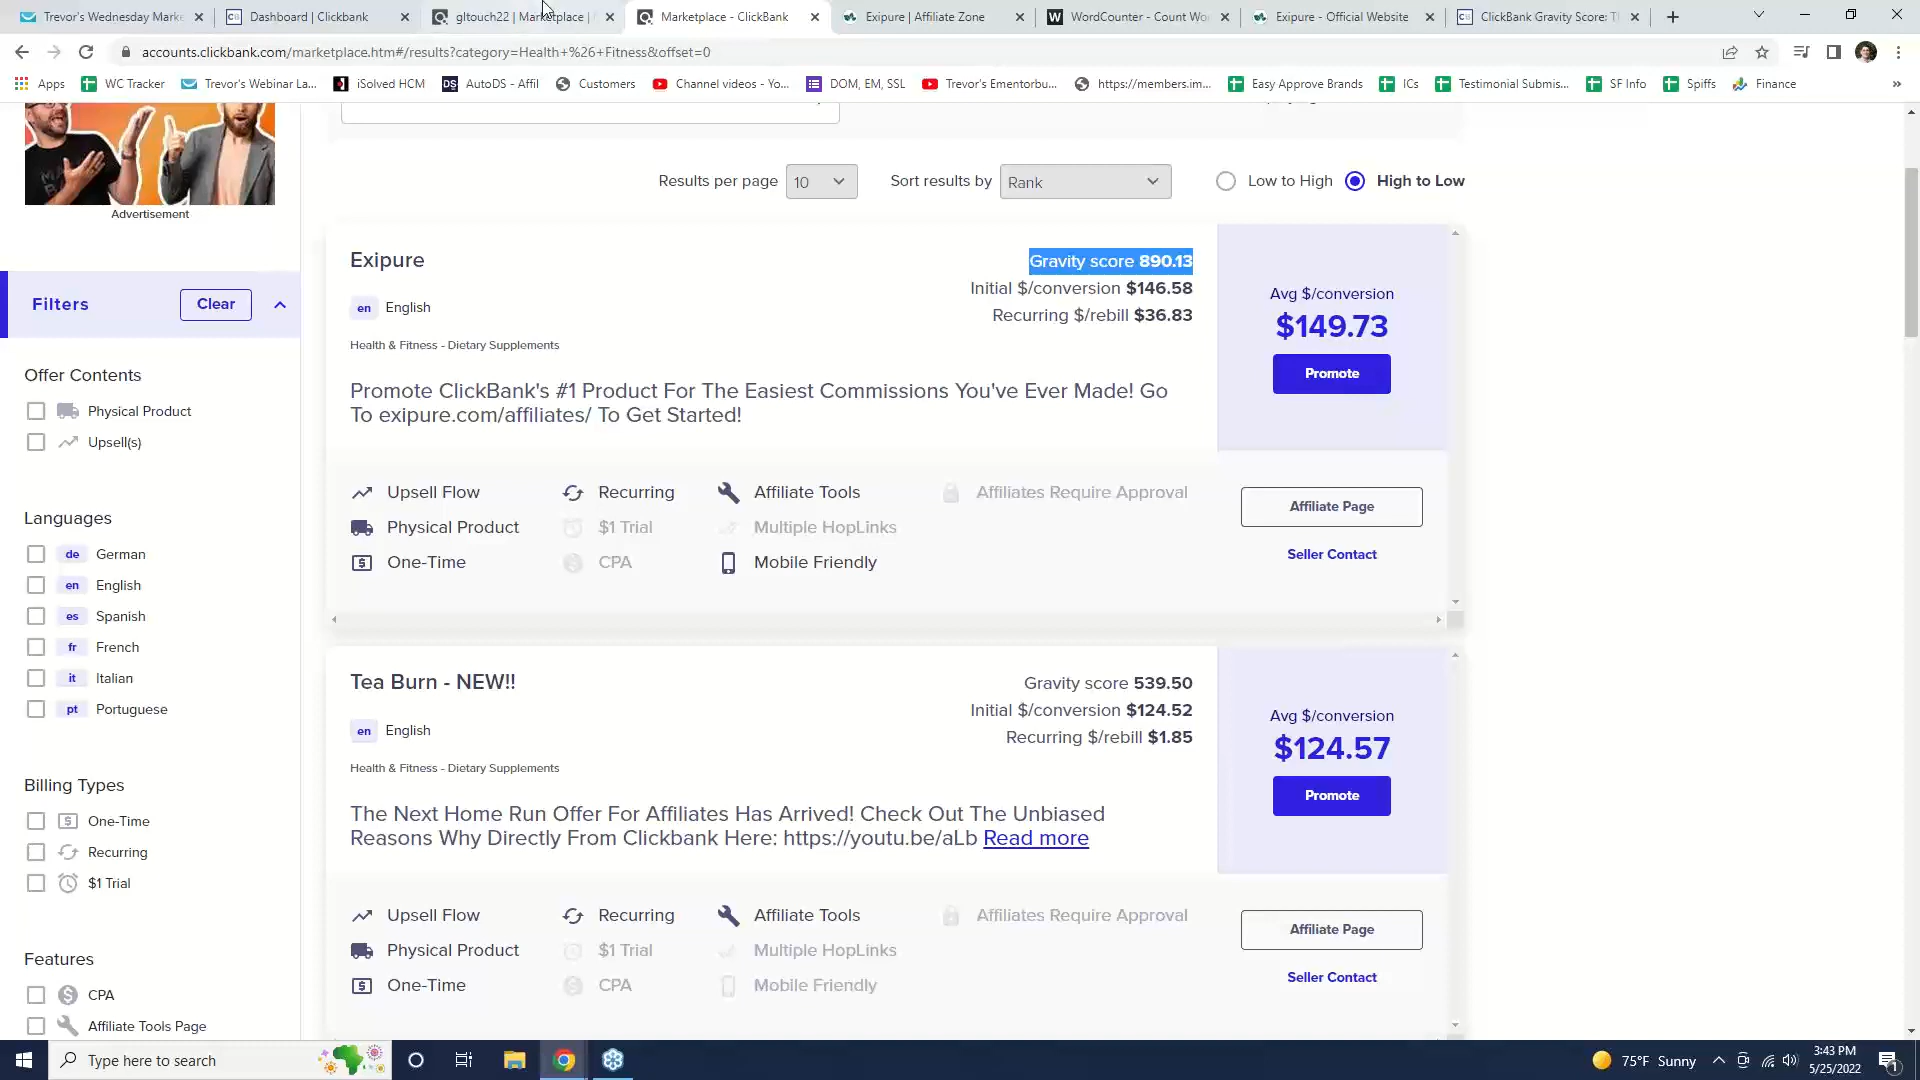 Trevor's Wednesday Marke
Dashboard | Clickbank
gltouch22 | Marketplace |
Marketplace - ClickBank
Exipure | Affiliate Zone
WordCounter - Count Wo
Exipure - Official Website
ClickBank Gravity Score: T
accounts.clickbank.com/marketplace.htm#/results?category=Health+%26+Fitness&offset=0
Apps
WC Tracker
Trevor's Webinar La...
iSolved HCM
AutoDS - Affil
Customers
Channel videos - Yo...
DOM, EM, SSL
Trevor's Ementorbu...
https://members.im...
Easy Approve Brands
ICs
Testimonial Submis...
SF Info
Spiffs
Finance
Advertisement
Results per page
10
Sort results by
Rank
Low to High
High to Low
Filters
Clear
Offer Contents
Physical Product
Upsell(s)
Languages
de German
en English
es Spanish
fr French
it Italian
pt Portuguese
Billing Types
One-Time
Recurring
$1 Trial
Features
CPA
Affiliate Tools Page
Exipure
Gravity score 890.13
Initial $/conversion $146.58
Recurring $/rebill $36.83
en English
Health & Fitness - Dietary Supplements
Promote ClickBank's #1 Product For The Easiest Commissions You've Ever Made! Go
To exipure.com/affiliates/ To Get Started!
Avg $/conversion
$149.73
Promote
Upsell Flow
Recurring
Affiliate Tools
Affiliates Require Approval
Physical Product
$1 Trial
Multiple HopLinks
One-Time
CPA
Mobile Friendly
Affiliate Page
Seller Contact
Tea Burn - NEW!!
Gravity score 539.50
Initial $/conversion $124.52
Recurring $/rebill $1.85
en English
Health & Fitness - Dietary Supplements
The Next Home Run Offer For Affiliates Has Arrived! Check Out The Unbiased
Reasons Why Directly From Clickbank Here: https://youtu.be/aLb Read more
Avg $/conversion
$124.57
Promote
Upsell Flow
Recurring
Affiliate Tools
Affiliates Require Approval
Physical Product
$1 Trial
Multiple HopLinks
One-Time
CPA
Mobile Friendly
Affiliate Page
Seller Contact
Type here to search
75°F Sunny
3:43 PM
5/25/2022